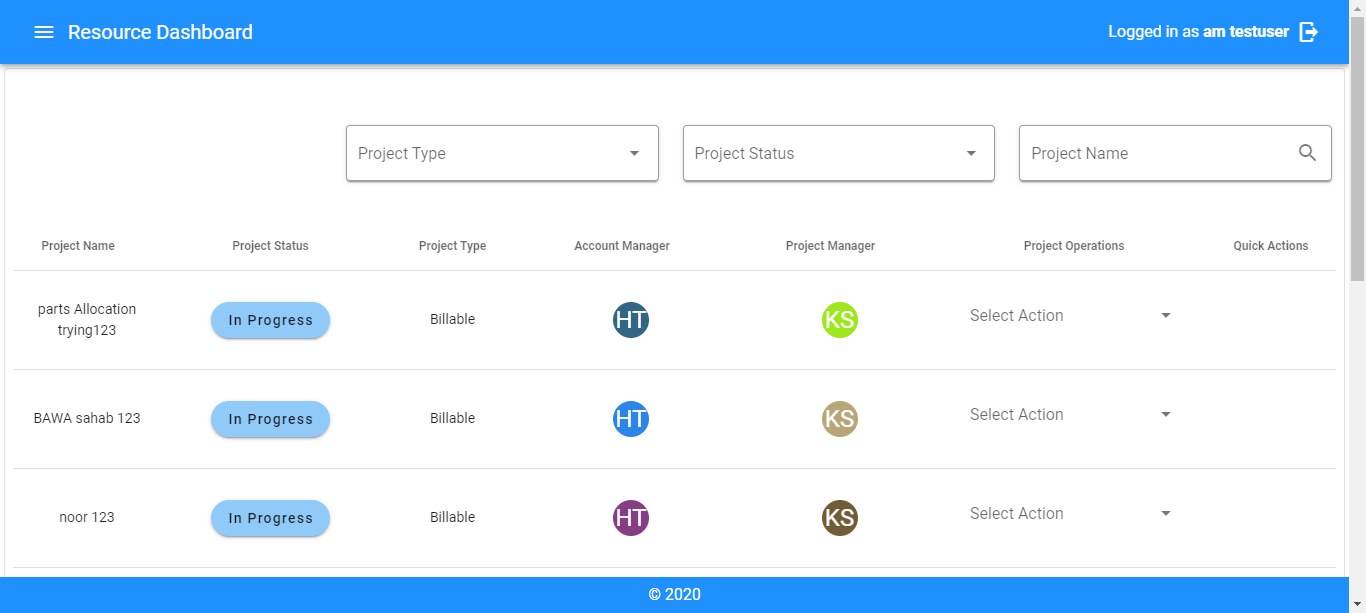 Resource Dashboard
Logged in as am testuser
Project Type
Project Status
Project Name
Project Name
Project Status
Project Type
Account Manager
Project Manager
Project Operations
Quick Actions
parts Allocation
trying123
In Progress
Billable
HT
KS
Select Action
BAWA sahab 123
In Progress
Billable
HT
KS
Select Action
noor 123
In Progress
Billable
HT
KS
Select Action
© 2020